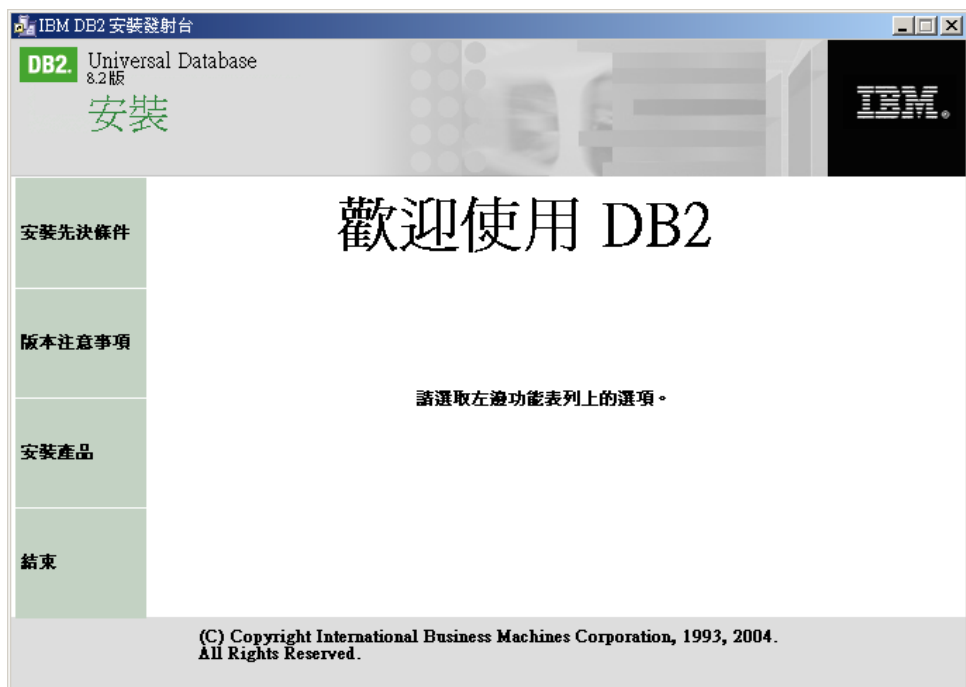 IBM DB2 安裝發射台
DB2.
Universal Database
8.2版
安裝
IBM.
安裝先決條件
歡迎使用 DB2
版本注意事項
請選取左邊功能表列上的選項。
安裝產品
結束
(C) Copyright International Business Machines Corporation, 1993, 2004.
All Rights Reserved.